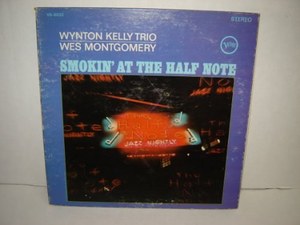 STEREO
WYNTON KELLY TRIO
WES MONTGOMERY
Verve
SMOKIN' AT THE HALF NOTE
JAZZ NIGHTLY